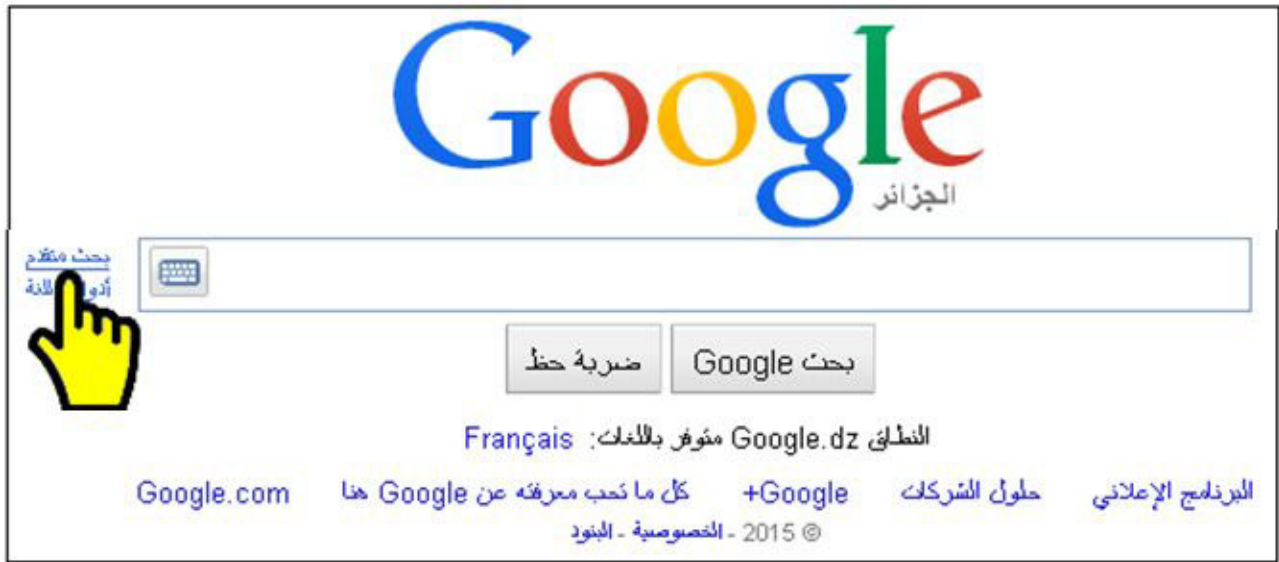 Google
الجزائر
بحث متقدم
بحث Google
ضربة حظ
النطاق Google.dz متوفر باللغات: Français
البرنامج الإعلاني حلول الشركات Google+ كل ما تحب معرفته عن Google هنا Google.com
© 2015 - الخصوصية - البنود